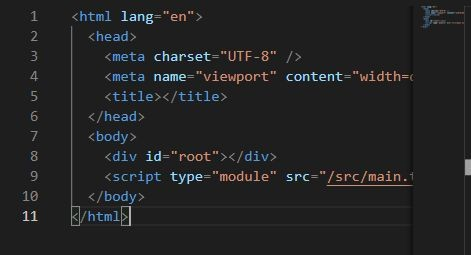 1 <html lang="en">
2 <head>
3 <meta charset="UTF-8" />
4 <meta name="viewport" content="width=
5 <title></title>
6 </head>
7 <body>
8 <div id="root"></div>
9 <script type="module" src="/src/main.
10 </body>
11 </html>